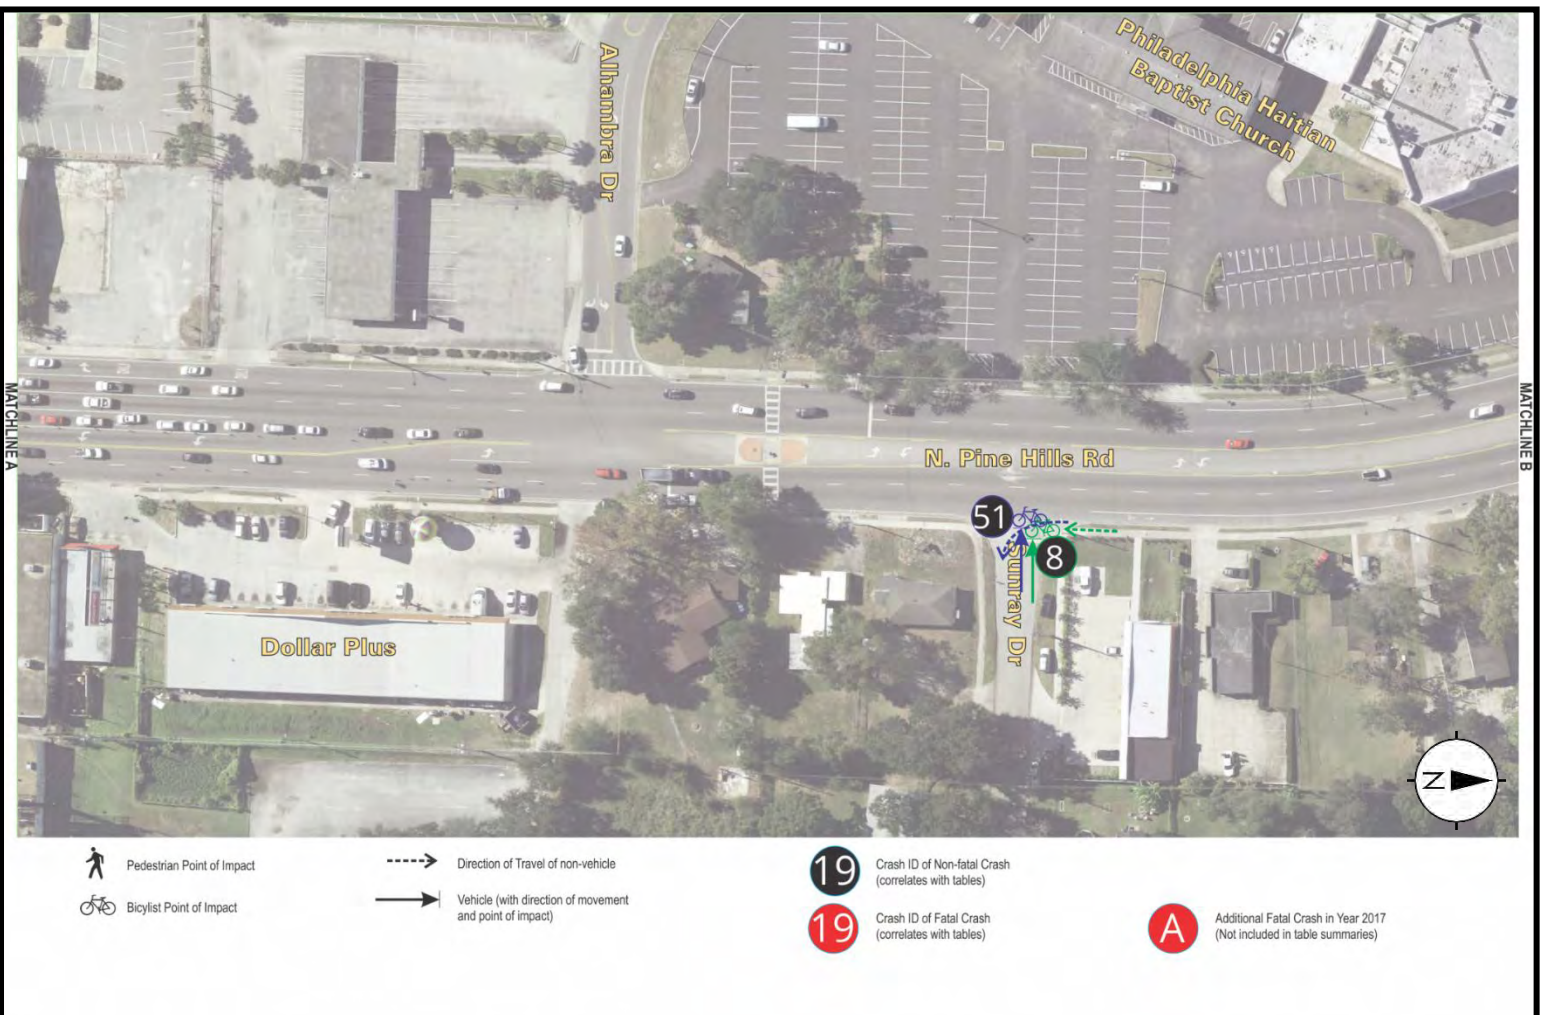 Alhambra Dr
Philadelphia Haitian
Baptist Church
MATCHLINE A
MATCHLINE B
N. Pine Hills Rd
51
8
Sunray Dr
Dollar Plus
N
Pedestrian Point of Impact
Bicyclist Point of Impact
Direction of Travel of non-vehicle
Vehicle (with direction of movement
and point of impact)
19
Crash ID of Non-fatal Crash
(correlates with tables)
19
Crash ID of Fatal Crash
(correlates with tables)
A
Additional Fatal Crash in Year 2017
(Not included in table summaries)